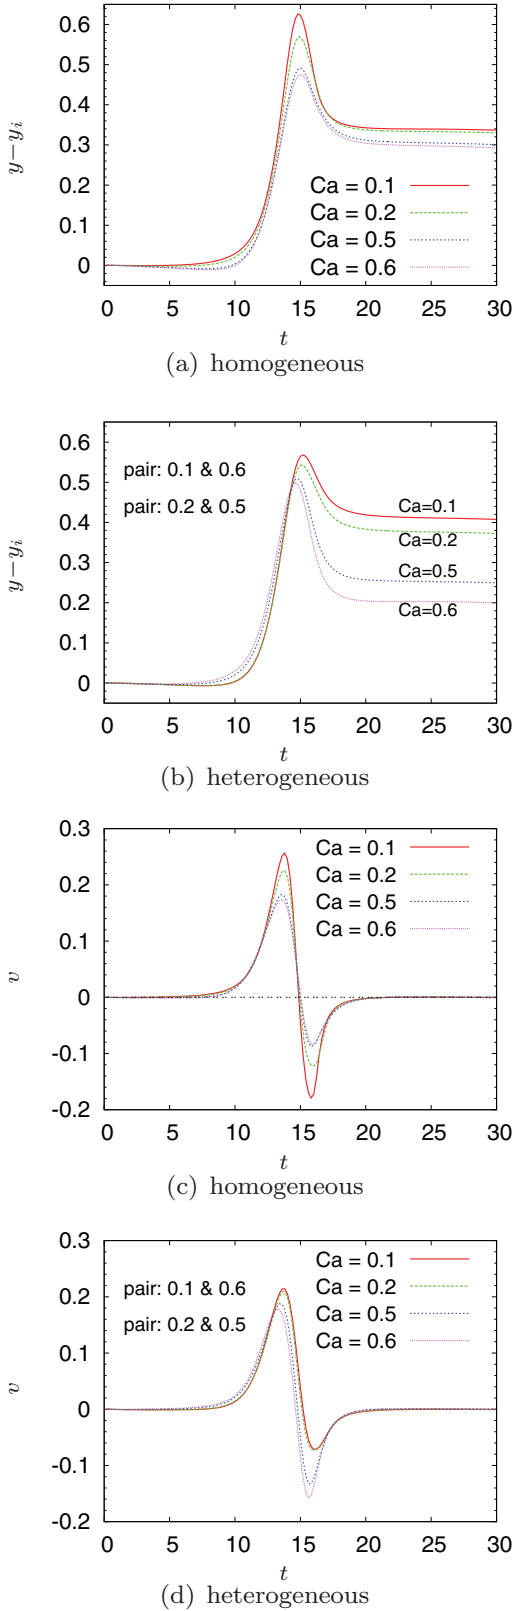 0.6
0.5
0.4
0.3
0.2
0.1
0
y−y_i
Ca = 0.1
Ca = 0.2
Ca = 0.5
Ca = 0.6
0 5 10 15 20 25 30
t
(a) homogeneous
0.6
0.5
0.4
0.3
0.2
0.1
0
y−y_i
pair: 0.1 & 0.6
pair: 0.2 & 0.5
Ca=0.1
Ca=0.2
Ca=0.5
Ca=0.6
0 5 10 15 20 25 30
t
(b) heterogeneous
0.3
0.2
0.1
0
-0.1
-0.2
v
Ca = 0.1
Ca = 0.2
Ca = 0.5
Ca = 0.6
0 5 10 15 20 25 30
t
(c) homogeneous
0.3
0.2
0.1
0
-0.1
-0.2
v
pair: 0.1 & 0.6
pair: 0.2 & 0.5
Ca = 0.1
Ca = 0.2
Ca = 0.5
Ca = 0.6
0 5 10 15 20 25 30
t
(d) heterogeneous